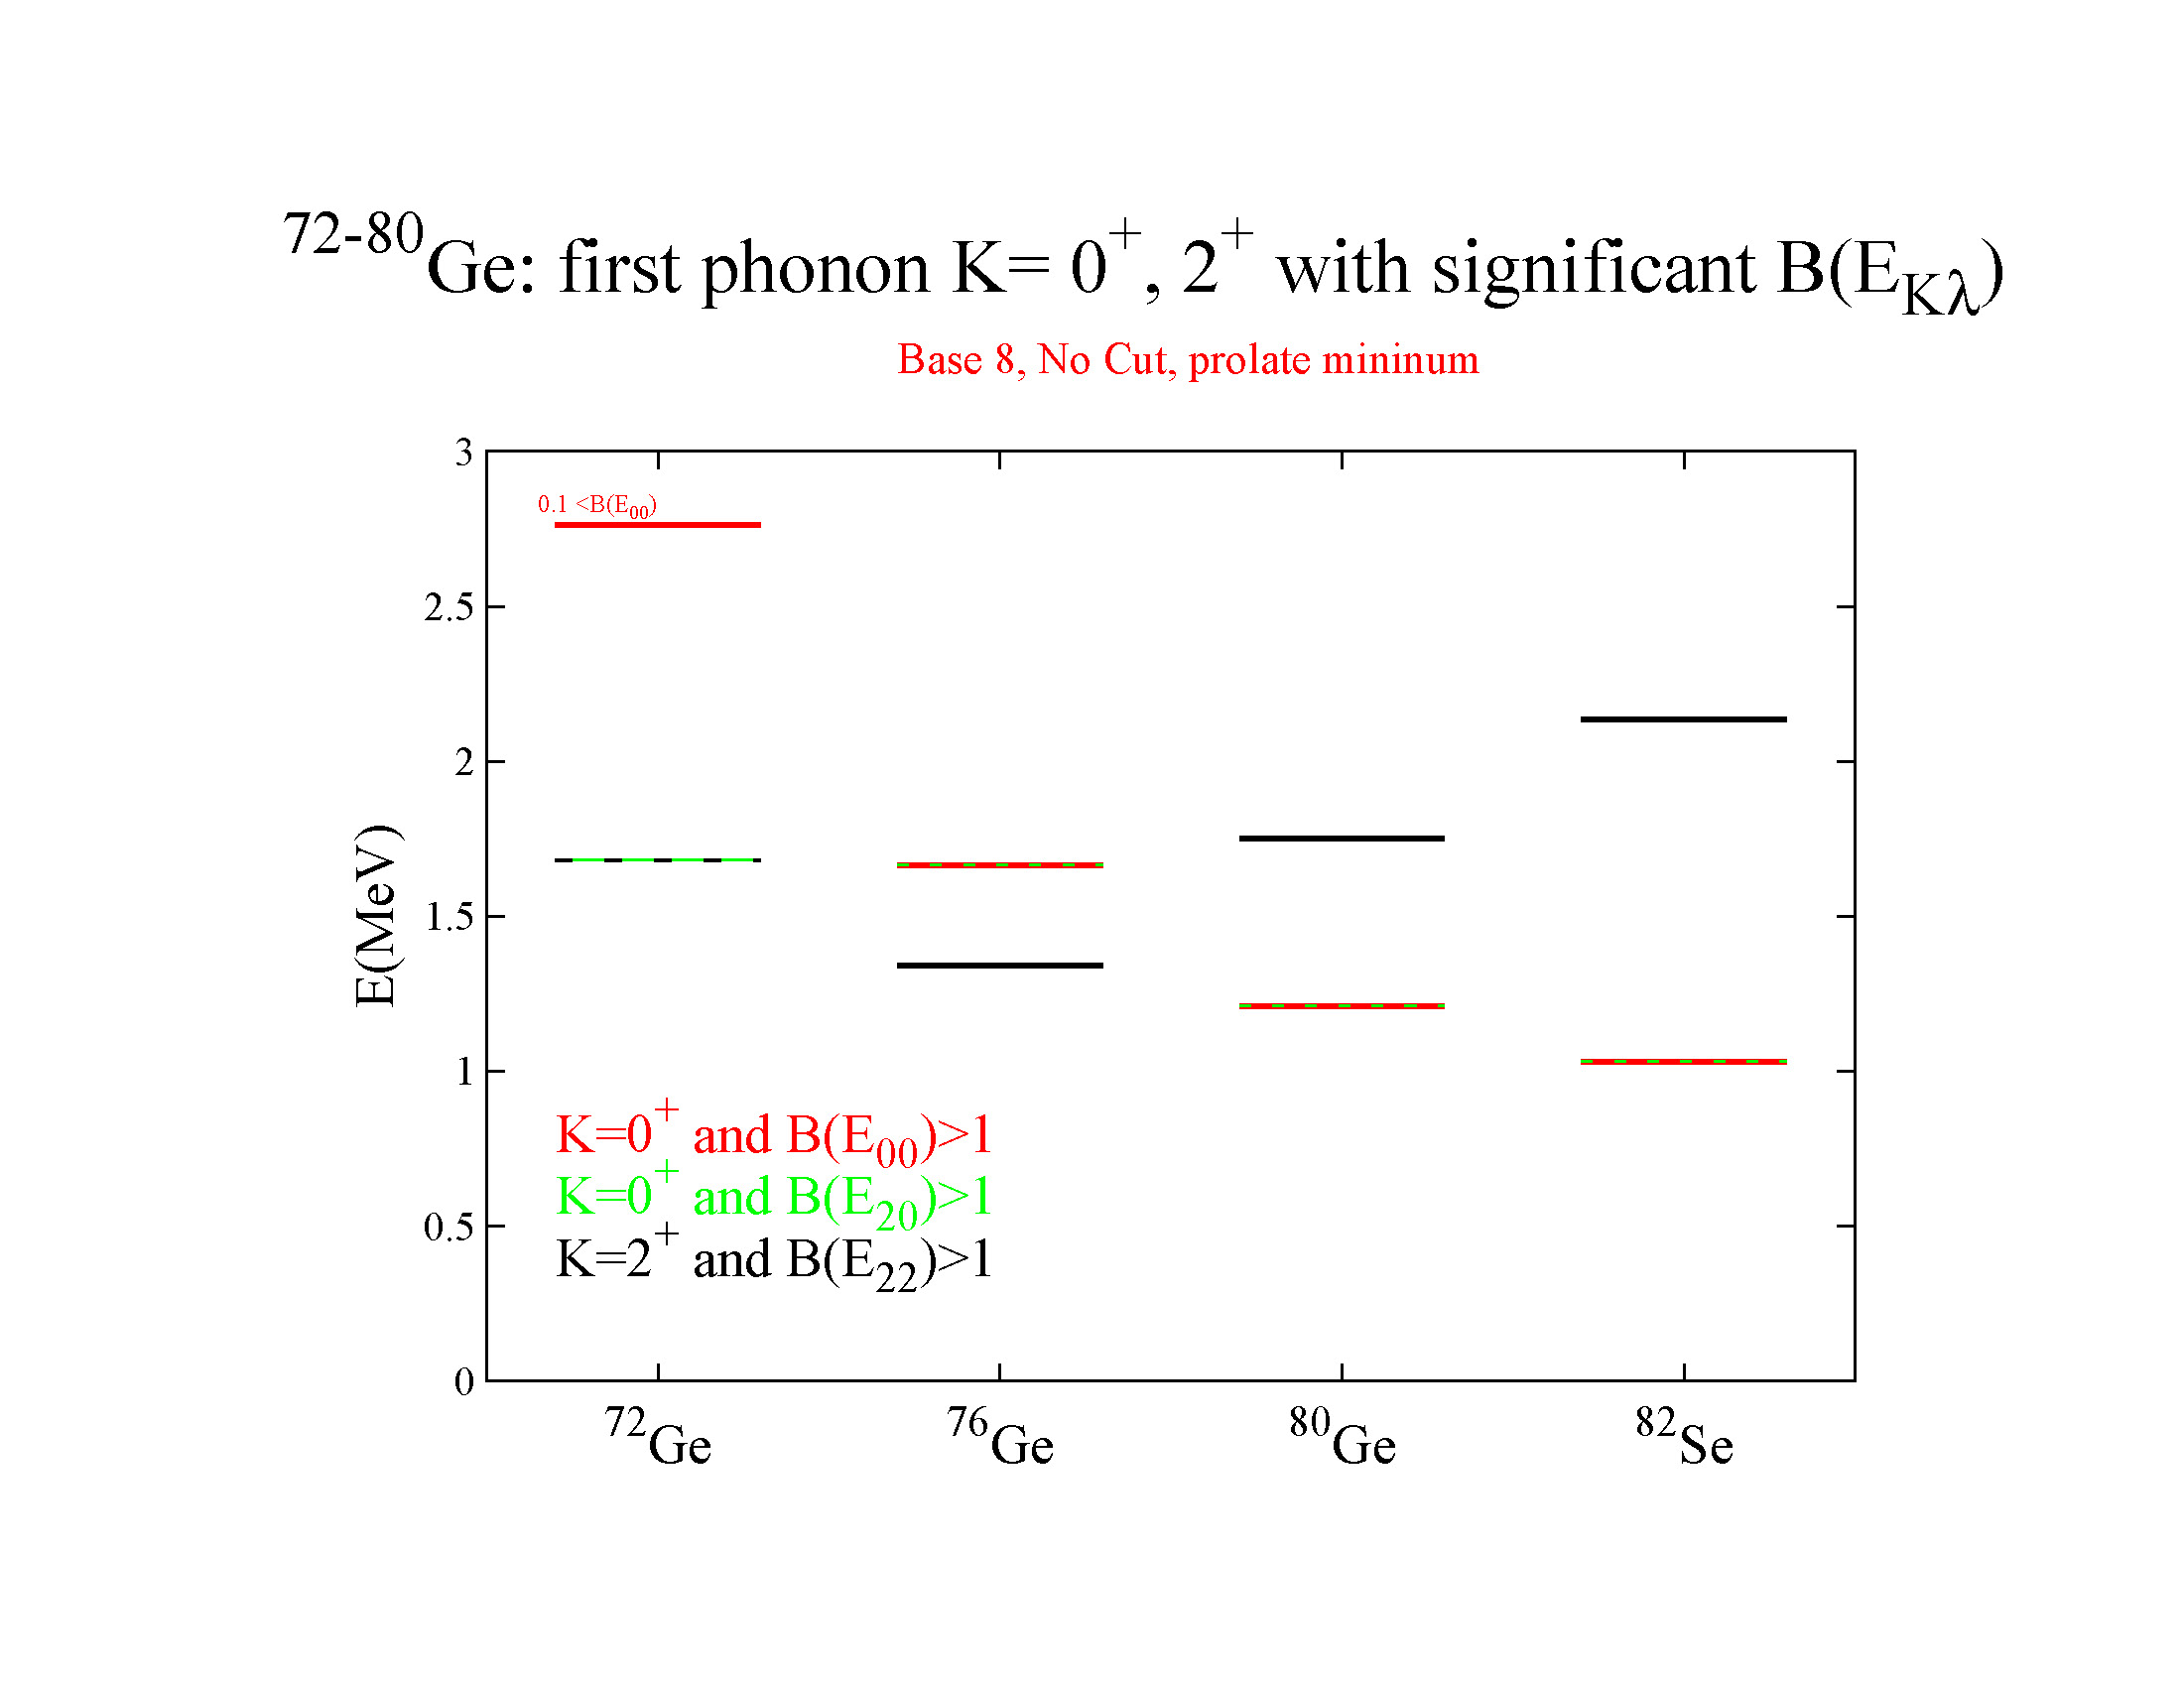 ⁷²⁻⁸⁰Ge: first phonon K= 0⁺, 2⁺ with significant B(E_Kλ)
Base 8, No Cut, prolate mininum
3
0.1 <B(E₀₀)
2.5
2
1.5
1
0.5
0
E(MeV)
K=0⁺ and B(E₀₀)>1
K=0⁺ and B(E₂₀)>1
K=2⁺ and B(E₂₂)>1
⁷²Ge ⁷⁶Ge ⁸⁰Ge ⁸²Se